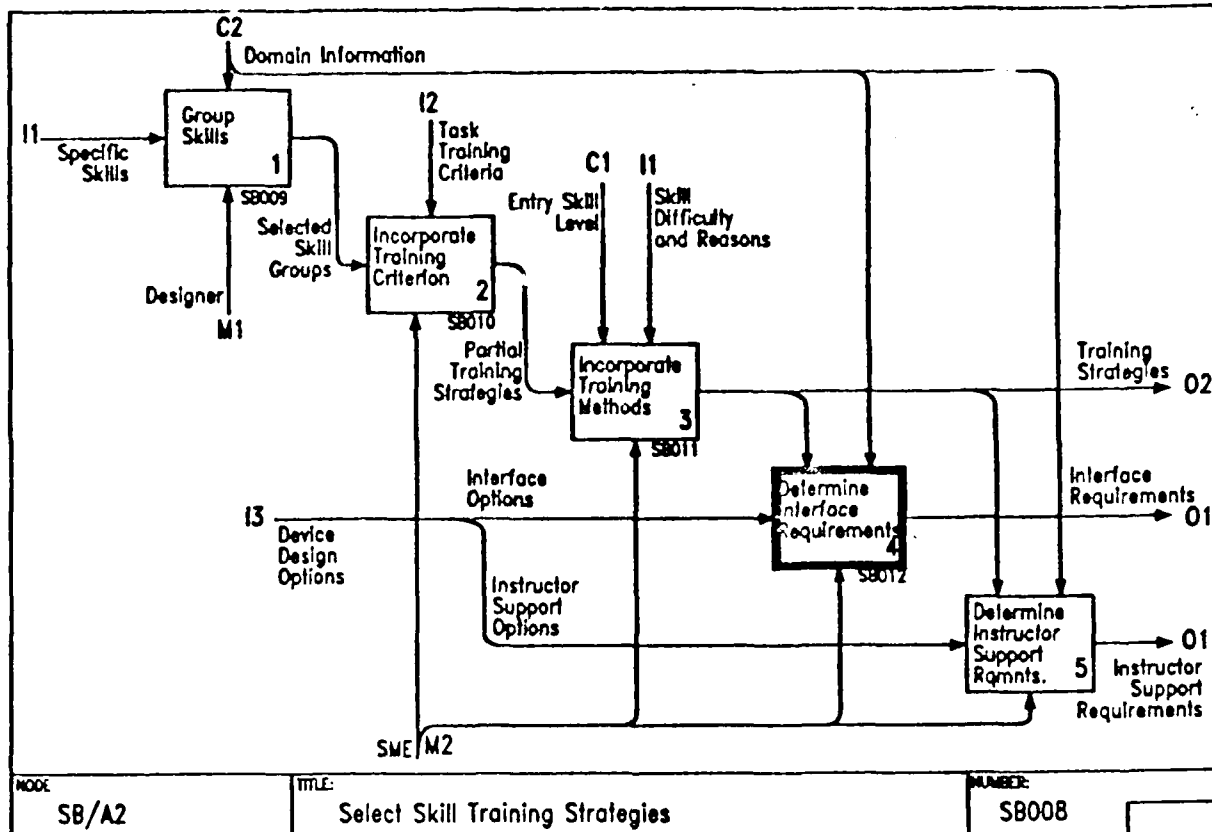 C2
Domain Information
Group
Skills
1
SB009
I1
Specific
Skills
I2
Task
Training
Criteria
C1
I1
Entry Skill
Level
Skill
Difficulty
and Reasons
Selected
Skill
Groups
Incorporate
Training
Criterion
2
SB010
Designer
M1
Partial
Training
Strategies
Incorporate
Training
Methods
3
SB011
Training
Strategies
O2
Interface
Options
Determine
Interface
Requirements
4
SB012
Interface
Requirements
O1
I3
Device
Design
Options
Instructor
Support
Options
Determine
Instructor
Support
Rqmnts.
5
O1
Instructor
Support
Requirements
SME
M2
NODE
SB/A2
TITLE:
Select Skill Training Strategies
NUMBER:
SB008